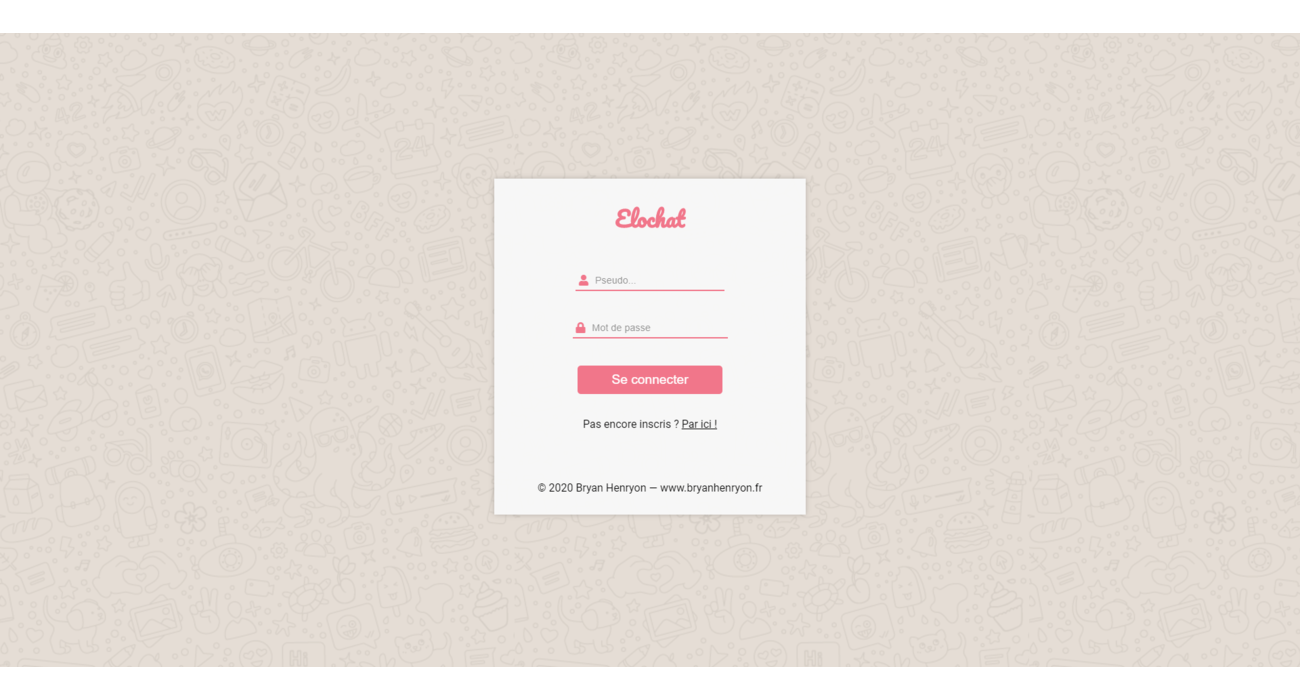 Elochat
Pseudo...
Mot de passe
Se connecter
Pas encore inscris ? Par ici !
© 2020 Bryan Henryon — www.bryanhenryon.fr